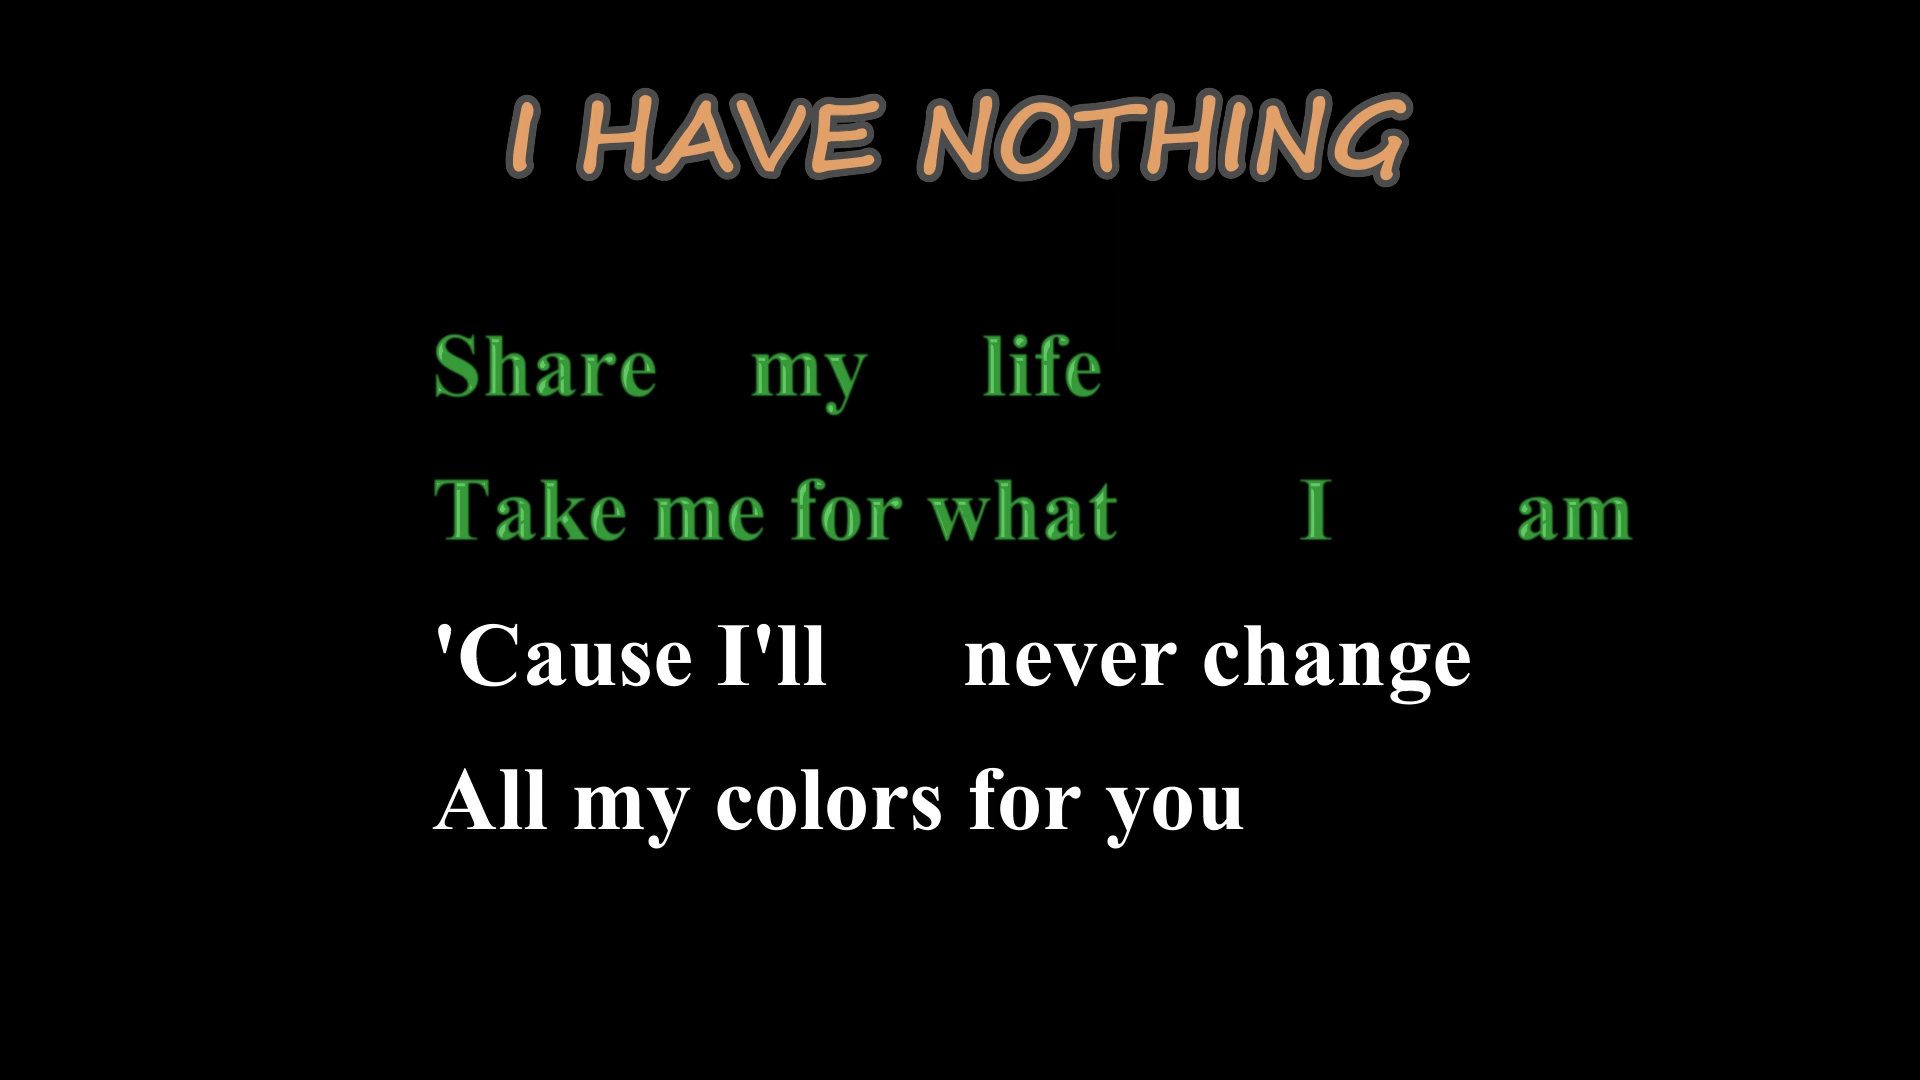 I HAVE NOTHING
Share my life
Take me for what I am
'Cause I'll never change
All my colors for you